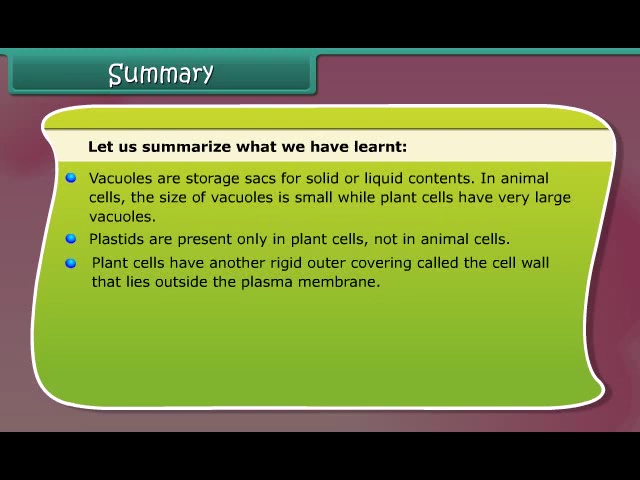 Summary
Let us summarize what we have learnt:
Vacuoles are storage sacs for solid or liquid contents. In animal
cells, the size of vacuoles is small while plant cells have very large
vacuoles.
Plastids are present only in plant cells, not in animal cells.
Plant cells have another rigid outer covering called the cell wall
that lies outside the plasma membrane.